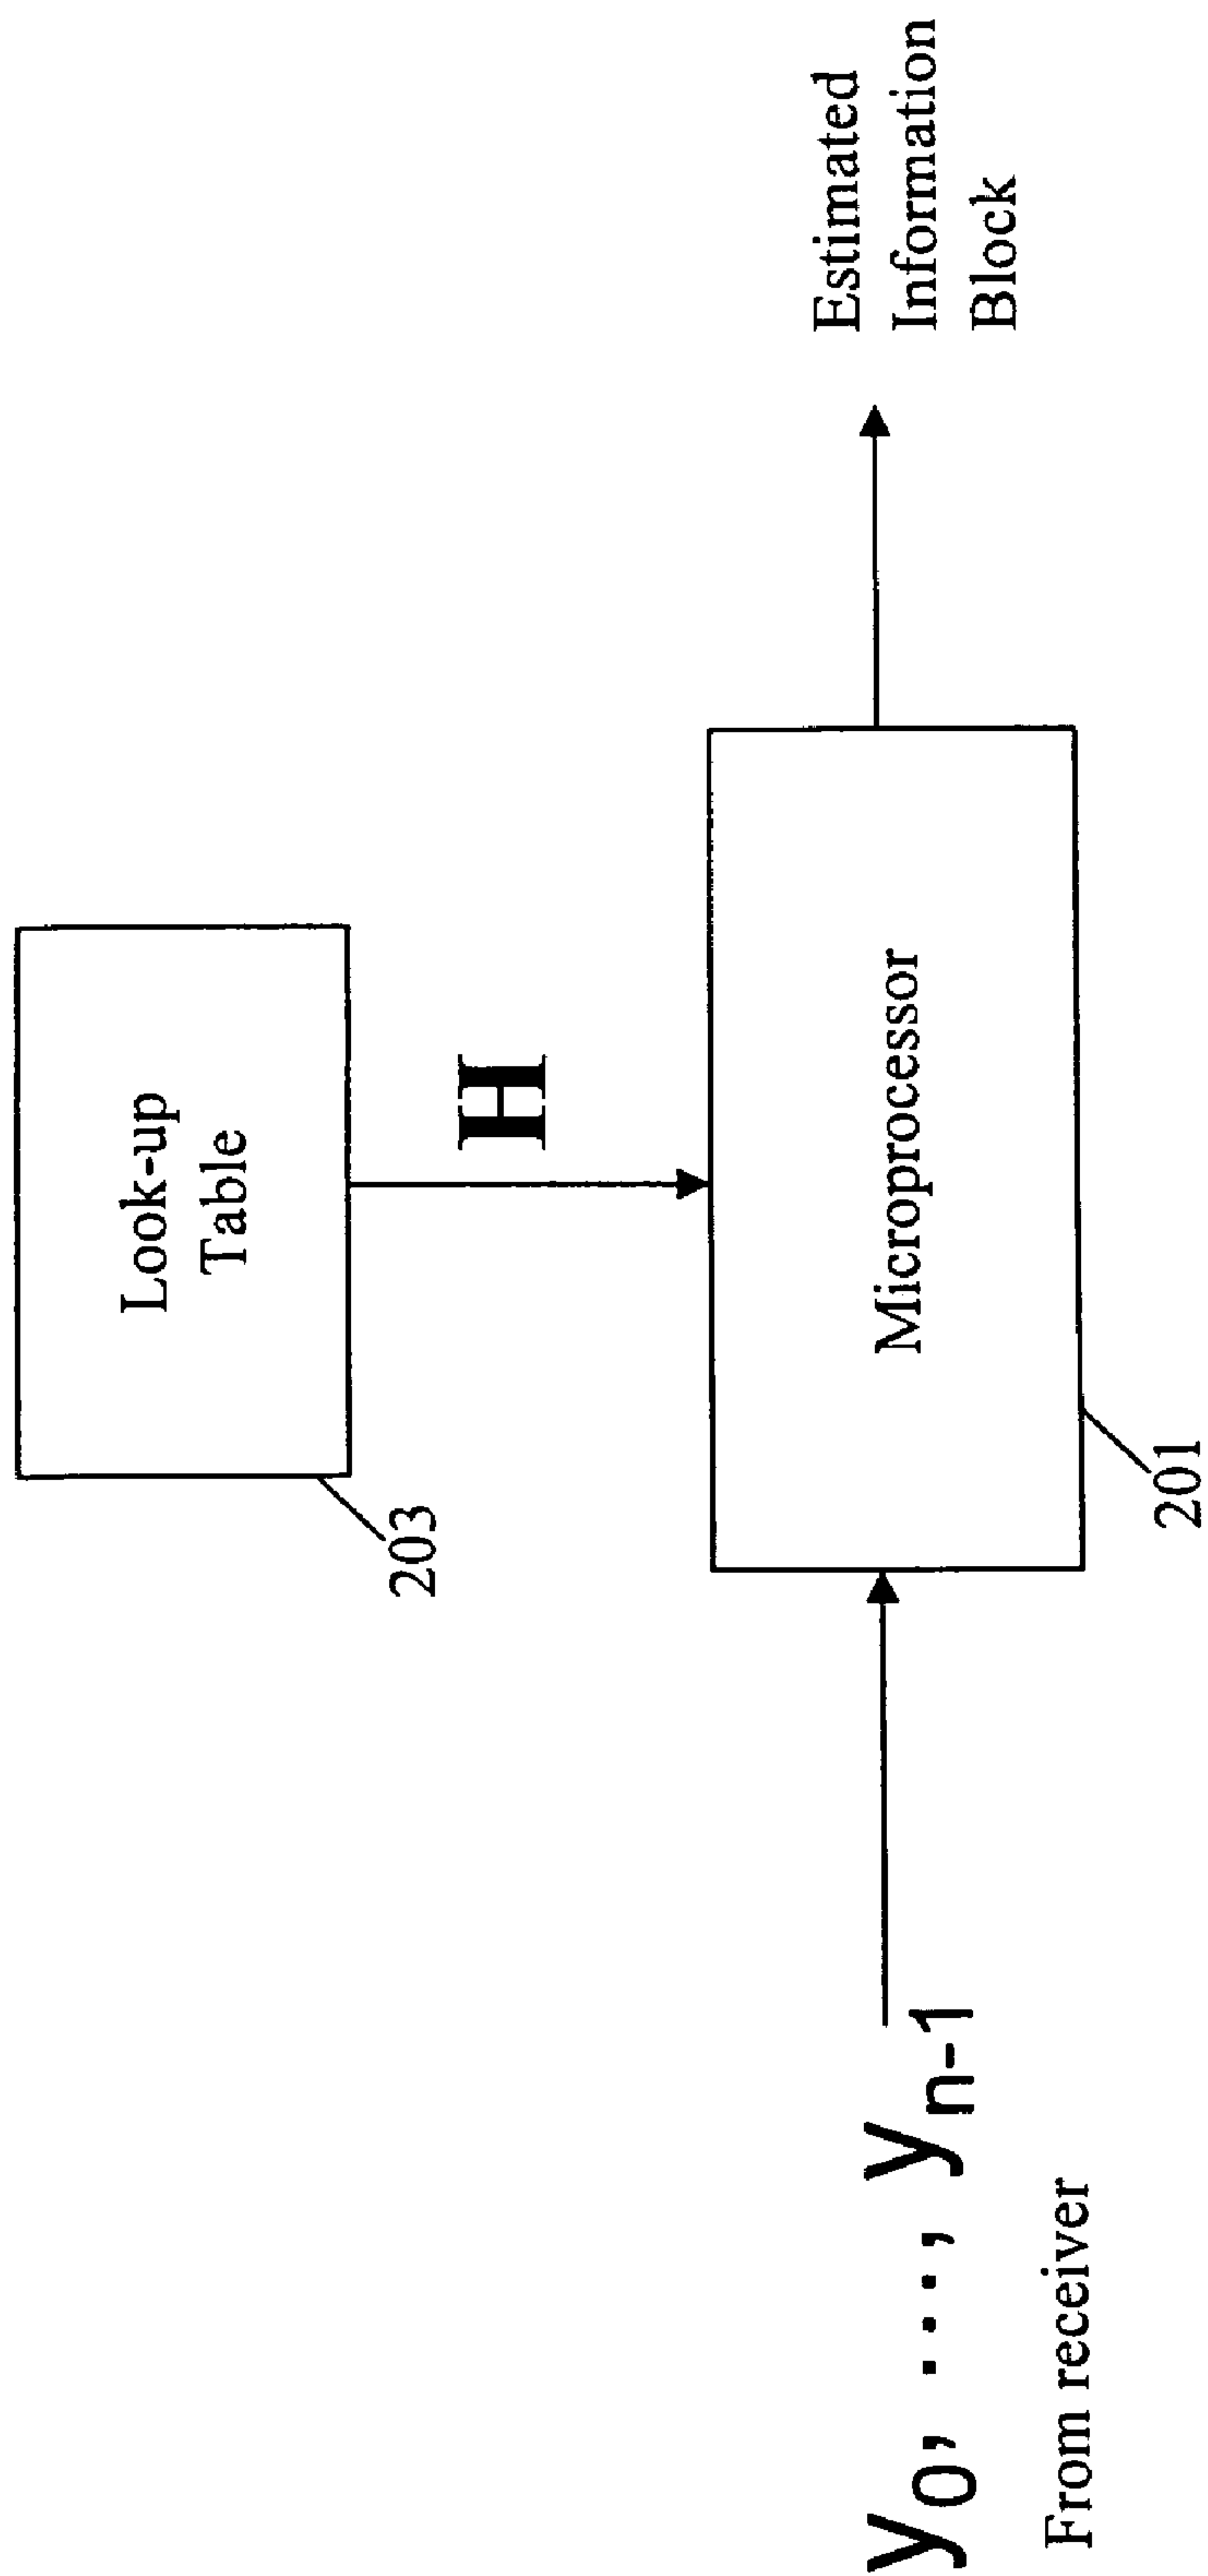 Look-up
Table
203
H
y0, ..., yn-1
From receiver
Microprocessor
201
Estimated
Information
Block